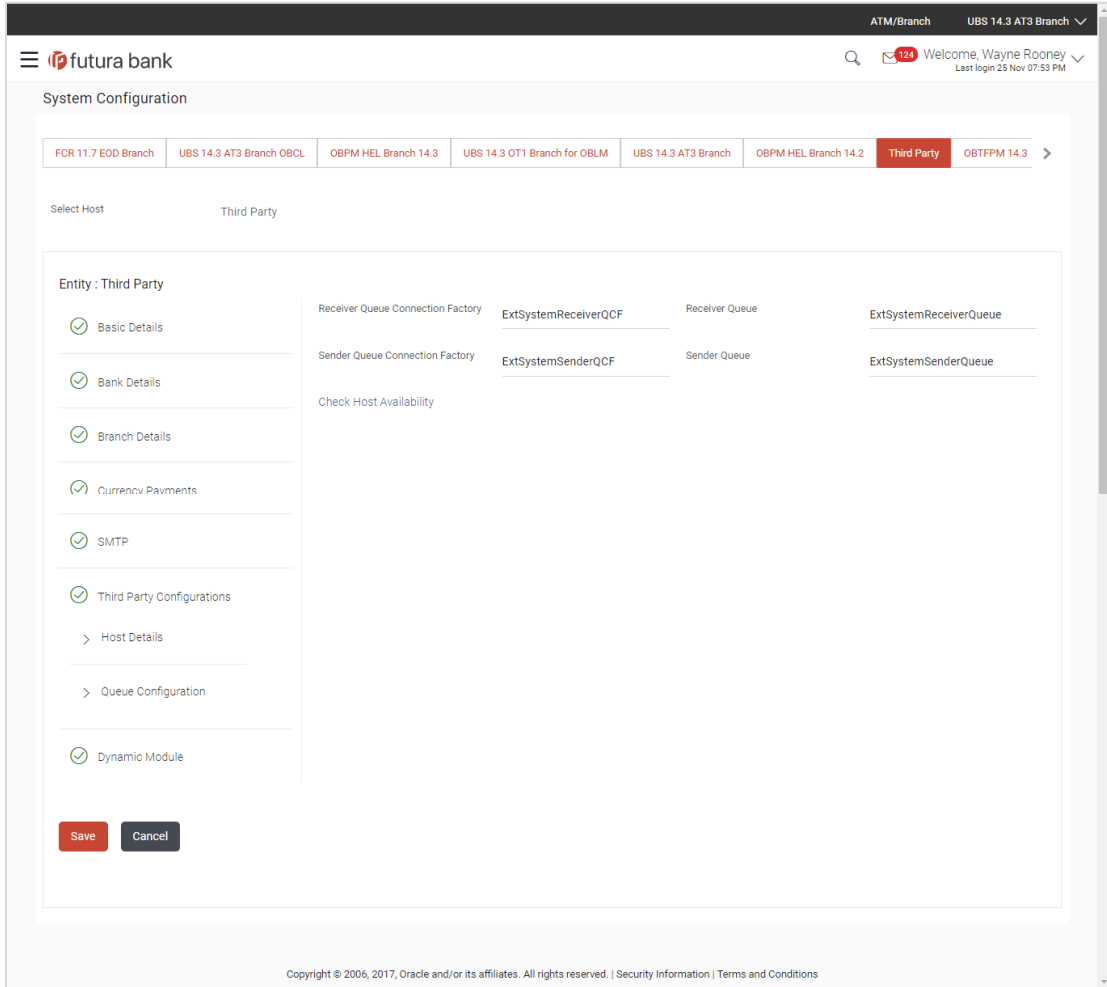 ATM/Branch UBS 14.3 AT3 Branch
futura bank 124 Welcome, Wayne Rooney
Last login 25 Nov 07:53 PM
System Configuration
FCR 11.7 EOD Branch UBS 14.3 AT3 Branch OBCL OBPM HEL Branch 14.3 UBS 14.3 OT1 Branch for OBLM UBS 14.3 AT3 Branch OBPM HEL Branch 14.2 Third Party OBTFPM 14.3
Select Host Third Party
Entity : Third Party
Receiver Queue Connection Factory ExtSystemReceiverQCF Receiver Queue ExtSystemReceiverQueue
Basic Details
Sender Queue Connection Factory ExtSystemSenderQCF Sender Queue ExtSystemSenderQueue
Bank Details
Check Host Availability
Branch Details
Currency Payments
SMTP
Third Party Configurations
Host Details
Queue Configuration
Dynamic Module
Save Cancel
Copyright © 2006, 2017, Oracle and/or its affiliates. All rights reserved. | Security Information | Terms and Conditions